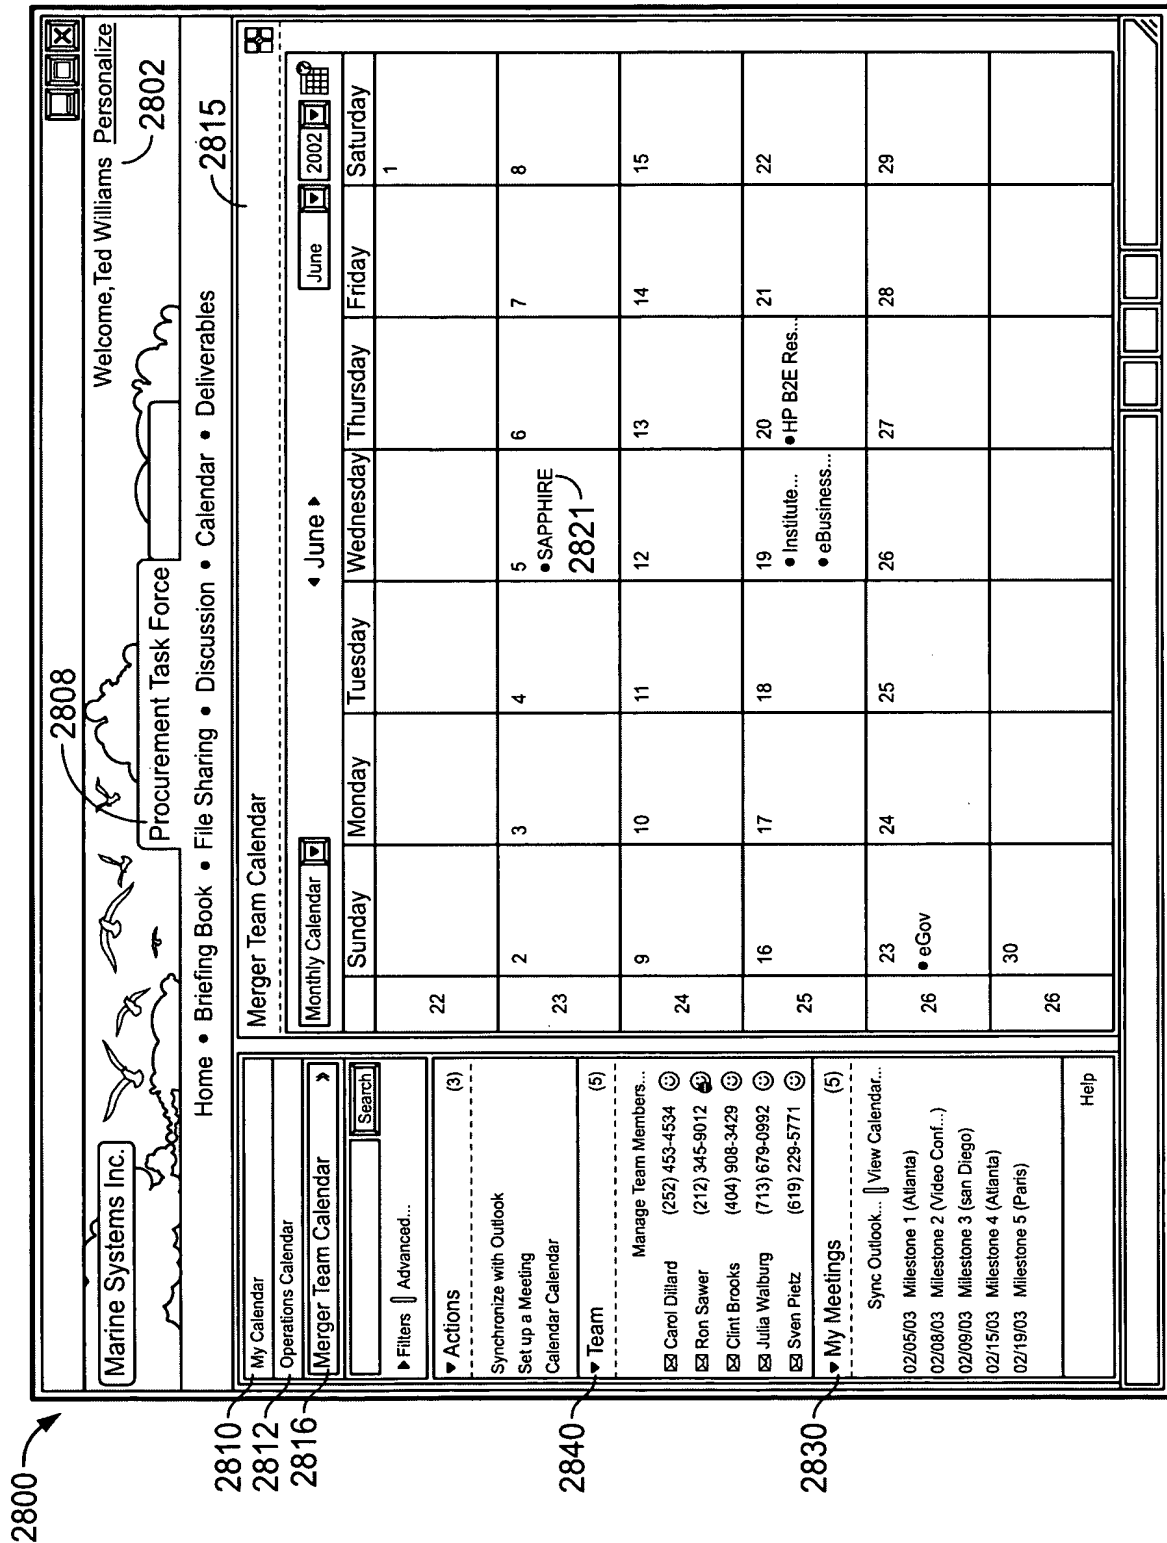 2800
2808
Welcome,Ted Williams Personalize
2802
Marine Systems Inc.
Procurement Task Force
Home • Briefing Book • File Sharing • Discussion • Calendar • Deliverables
2815
2810
My Calendar
2812
Operations Calendar
2816
Merger Team Calendar »
Search
▶Filters Advanced...
▼Actions (3)
Synchronize with Outlook
Set up a Meeting
Calendar Calendar
2840
▼Team (5)
Manage Team Members...
Carol Dillard (252) 453-4534
Ron Sawer (212) 345-9012
Clint Brooks (404) 908-3429
Julia Walburg (713) 679-0992
Sven Pietz (619) 229-5771
2830
▼My Meetings (5)
Sync Outlook... View Calendar...
02/05/03 Milestone 1 (Atlanta)
02/08/03 Milestone 2 (Video Conf...)
02/09/03 Milestone 3 (san Diego)
02/15/03 Milestone 4 (Atlanta)
02/19/03 Milestone 5 (Paris)
Help
Merger Team Calendar
Monthly Calendar ◀ June ▶ June 2002
Sunday Monday Tuesday Wednesday Thursday Friday Saturday
22 1
23 2 3 4 5 6 7 8
•SAPPHIRE
2821
24 9 10 11 12 13 14 15
25 16 17 18 19 20 21 22
• Institute... •HP B2E Res...
• eBusiness...
26 23 24 25 26 27 28 29
• eGov
26 30